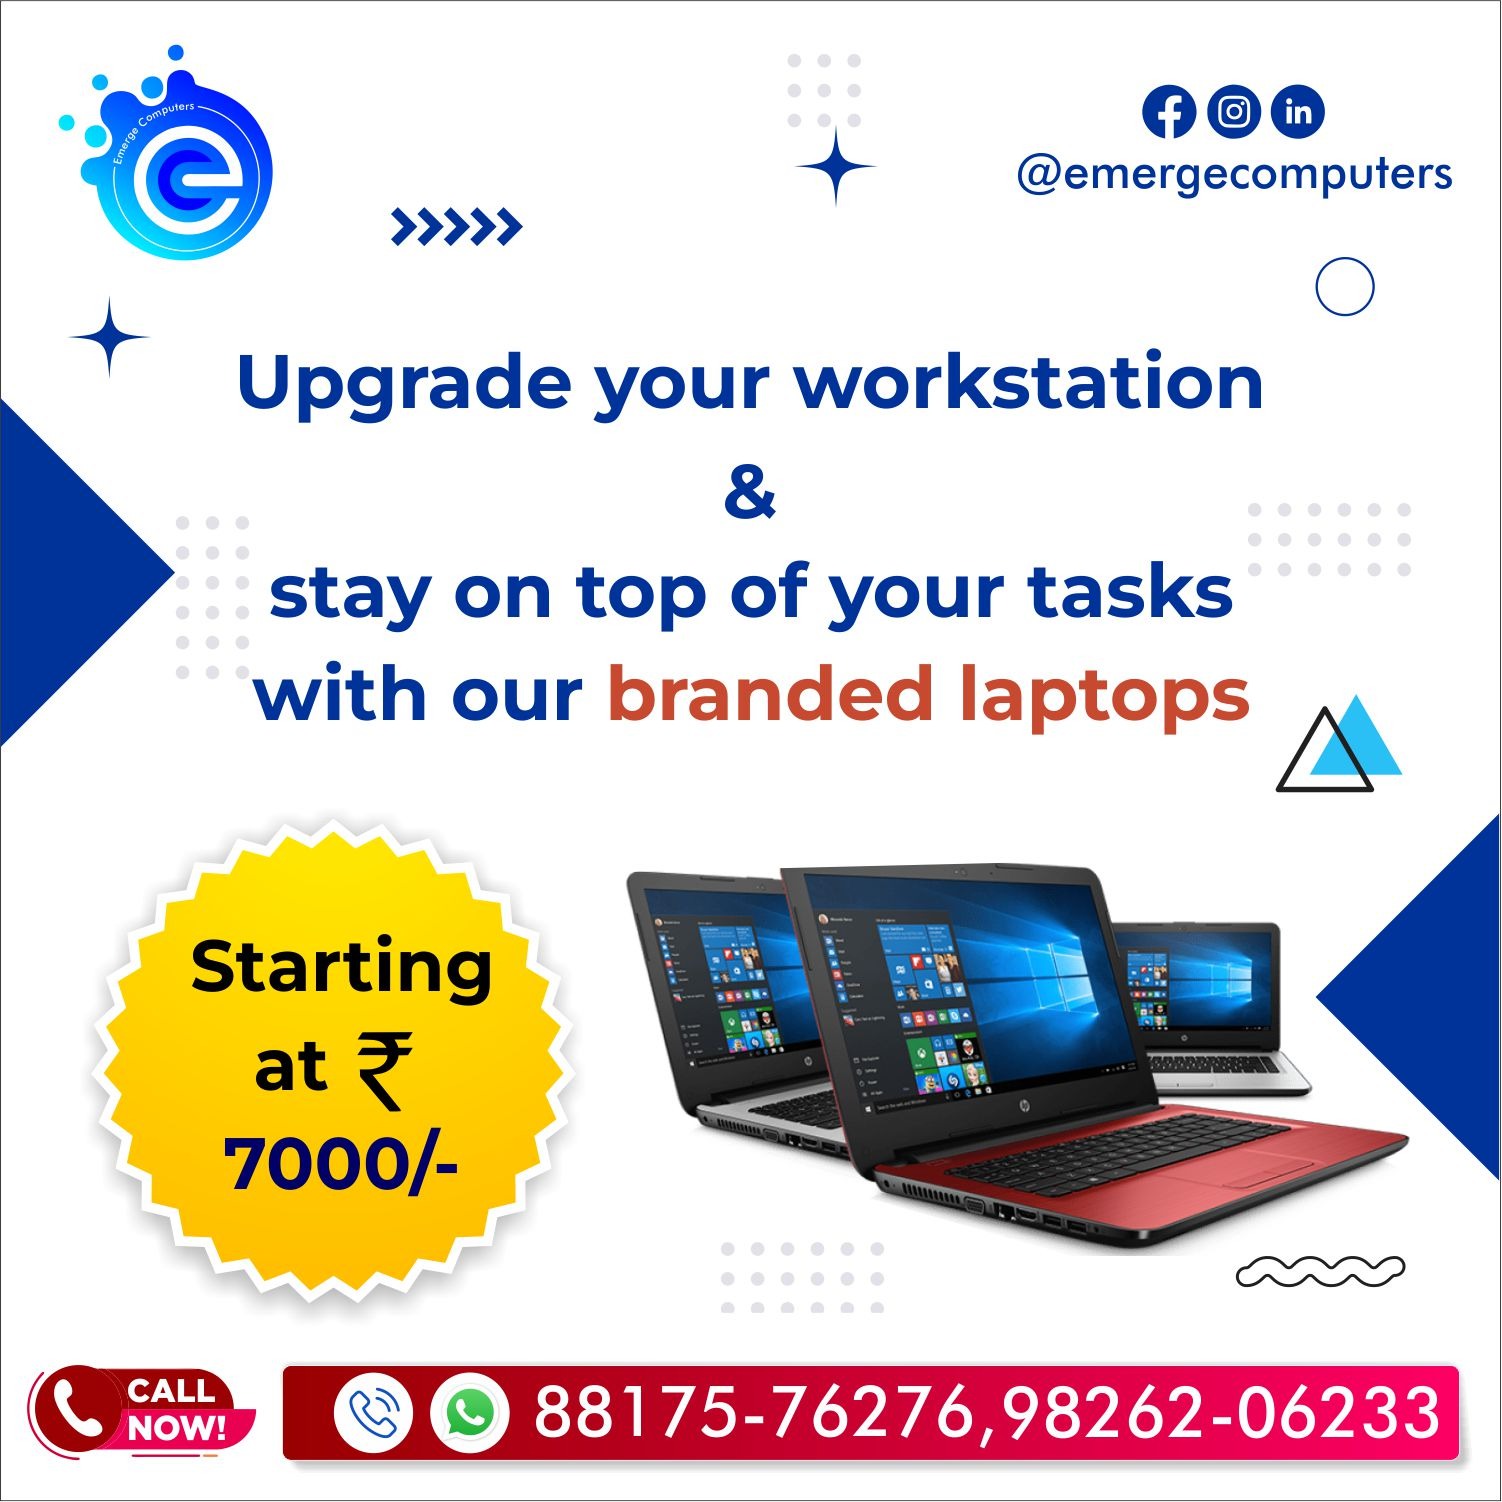 Emerge Computers
@emergecomputers
Upgrade your workstation
&
stay on top of your tasks
with our branded laptops
Starting
at ₹
7000/-
CALL
NOW!
88175-76276,98262-06233